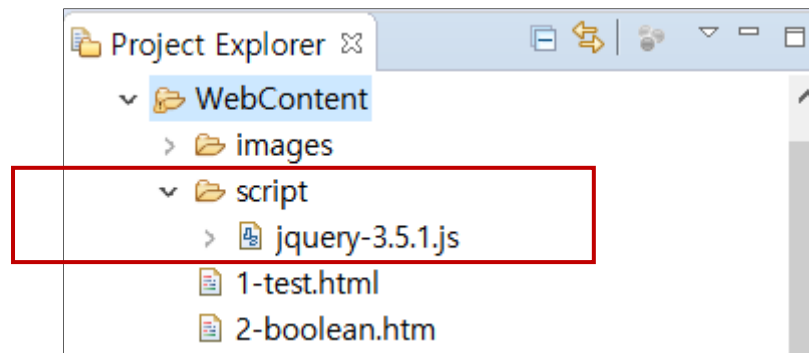 Project Explorer
WebContent
images
script
jquery-3.5.1.js
1-test.html
2-boolean.htm